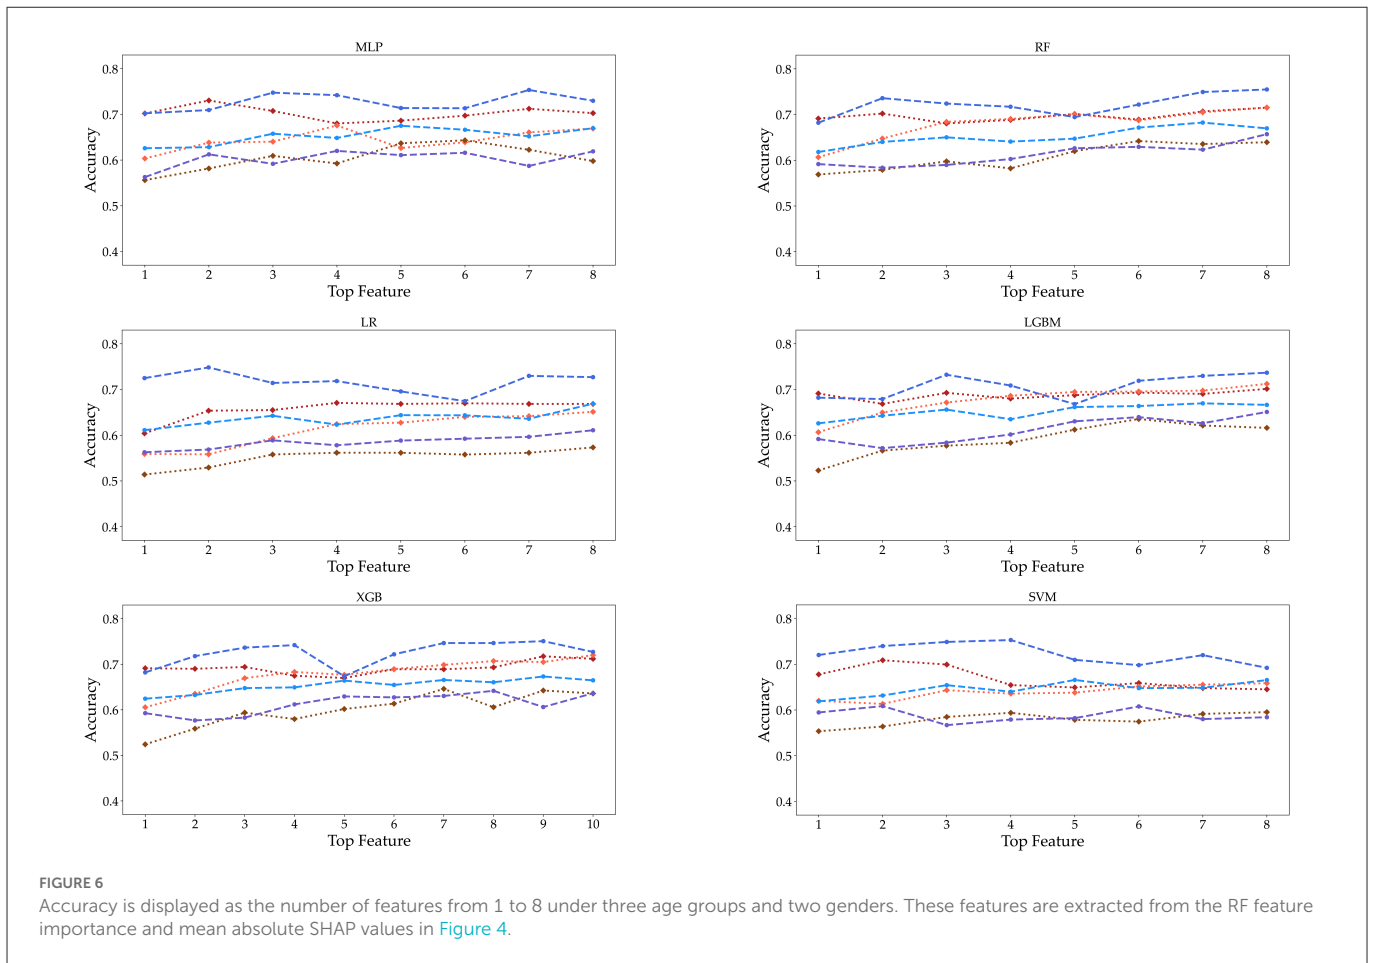 MLP
0.8
0.7
0.6
0.5
0.4
Accuracy
1 2 3 4 5 6 7 8
Top Feature
RF
0.8
0.7
0.6
0.5
0.4
Accuracy
1 2 3 4 5 6 7 8
Top Feature
LR
0.8
0.7
0.6
0.5
0.4
Accuracy
1 2 3 4 5 6 7 8
Top Feature
LGBM
0.8
0.7
0.6
0.5
0.4
Accuracy
1 2 3 4 5 6 7 8
Top Feature
XGB
0.8
0.7
0.6
0.5
0.4
Accuracy
1 2 3 4 5 6 7 8 9 10
Top Feature
SVM
0.8
0.7
0.6
0.5
0.4
Accuracy
1 2 3 4 5 6 7 8
Top Feature
FIGURE 6
Accuracy is displayed as the number of features from 1 to 8 under three age groups and two genders. These features are extracted from the RF feature
importance and mean absolute SHAP values in Figure 4.